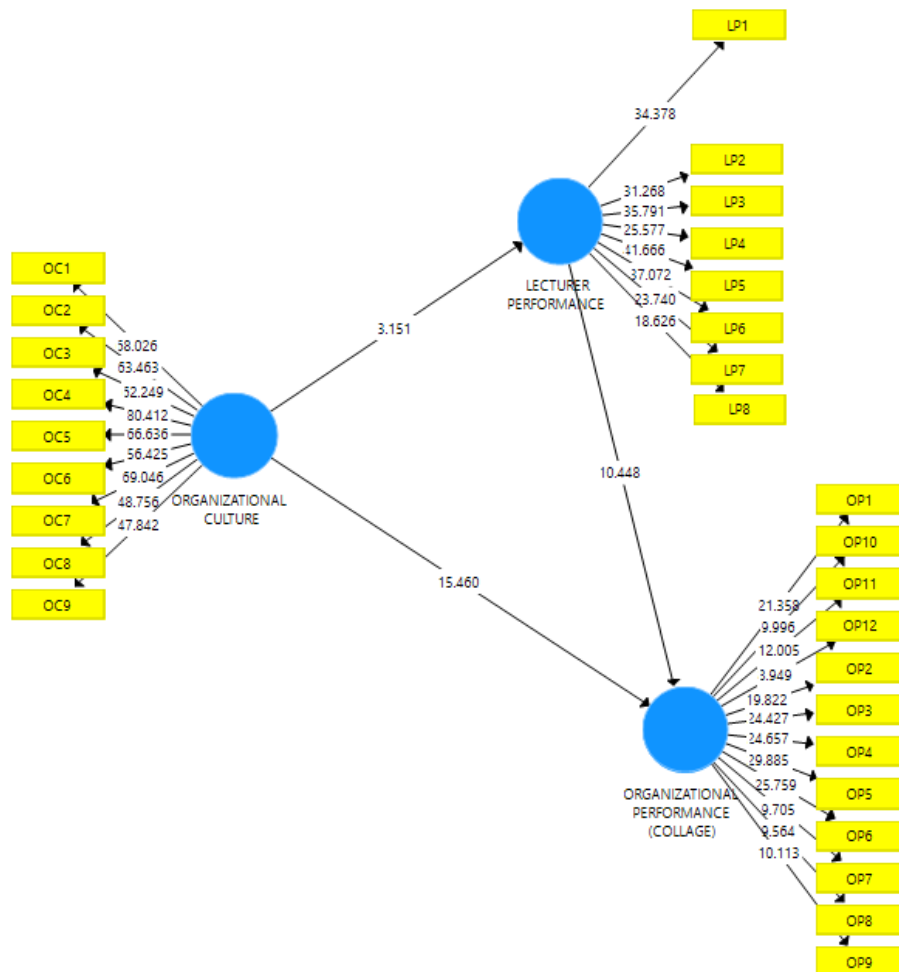 LP1
34.378
LP2
31.268
LP3
35.791
LP4
25.577
LP5
41.666
LP6
37.072
LP7
23.740
LP8
18.626
LECTURER
PERFORMANCE
OC1
OC2
OC3
OC4
OC5
OC6
OC7
OC8
OC9
63.463
52.249
80.412
66.636
56.425
69.046
48.756
47.842
ORGANIZATIONAL
CULTURE
3.151
10.448
15.460
OP1
OP10
OP11
OP12
OP2
OP3
OP4
OP5
OP6
OP7
OP8
OP9
21.358
9.996
12.005
3.949
19.822
24.427
24.657
29.885
25.759
9.705
9.564
10.113
ORGANIZATIONAL
PERFORMANCE
(COLLAGE)